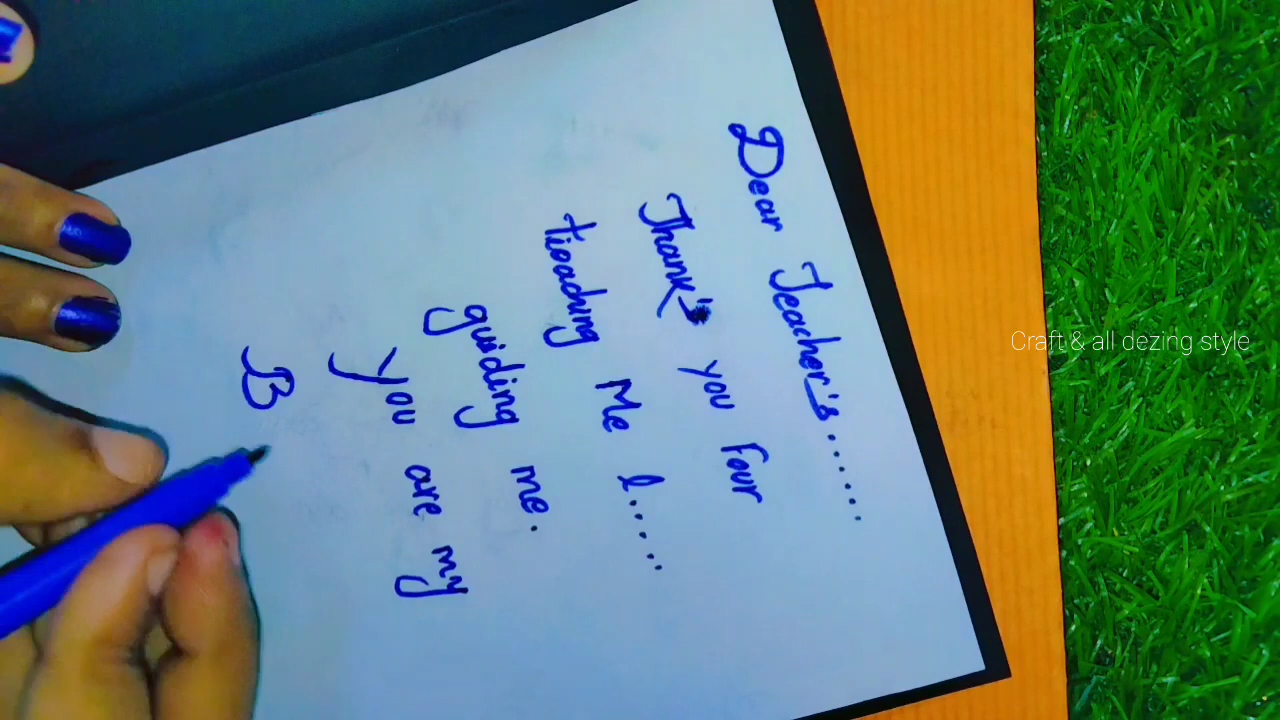 Dear Teacher's......
Thank's you Four
tieaching Me &.....
guiding me.
You are my
B
Craft & all dezing style